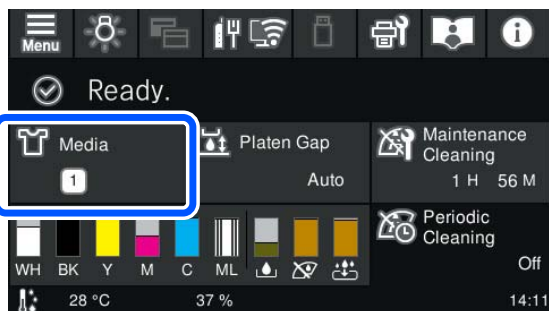 Menu
Ready.
Media
1
Platen Gap
Auto
Maintenance
Cleaning
1 H 56 M
WH BK Y M C ML
Periodic
Cleaning
Off
28 °C 37 % 14:11